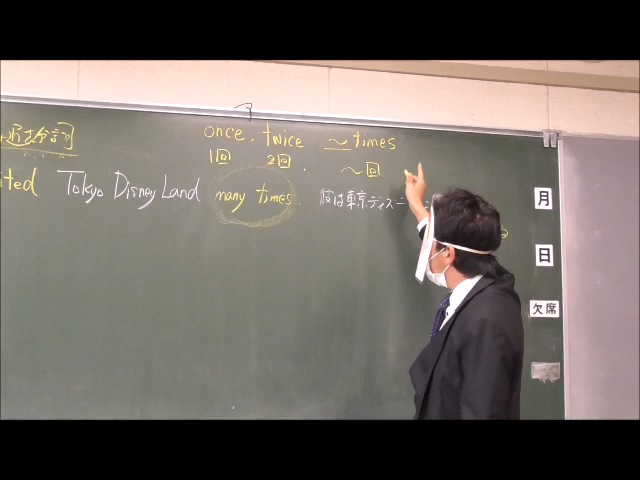 過去分詞
once, twice ~times
1回 2回. ~回
ited Tokyo Disney Land many times. 彼は東京ディズニー
月
日
欠席